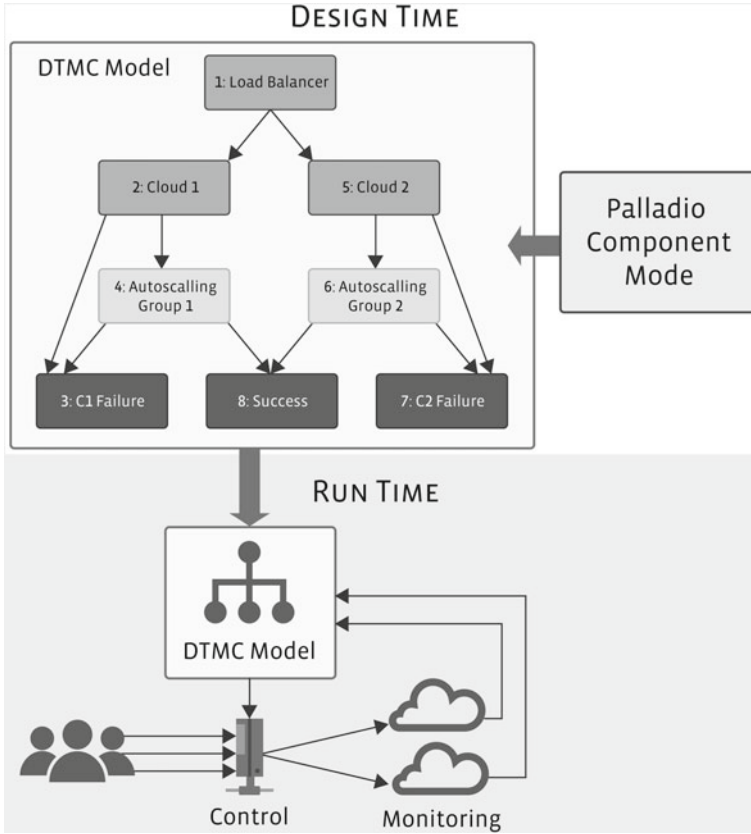 DESIGN TIME
DTMC Model
1: Load Balancer
2: Cloud 1
5: Cloud 2
Palladio
Component
Mode
4: Autoscalling
Group 1
6: Autoscalling
Group 2
3: C1 Failure
8: Success
7: C2 Failure
RUN TIME
DTMC Model
Control
Monitoring